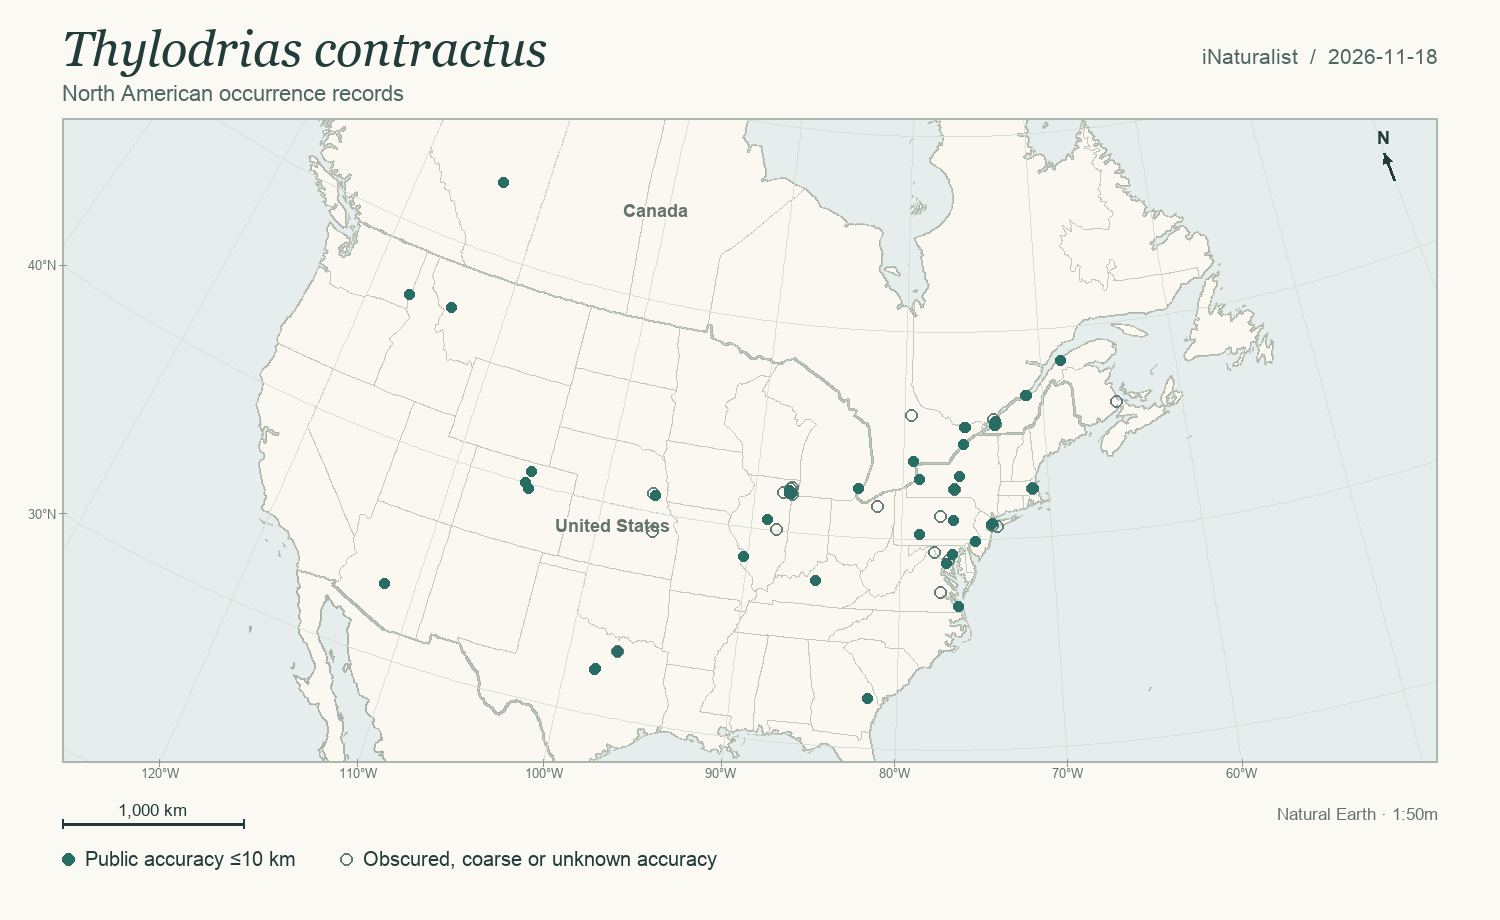 Thylodrias contractus
iNaturalist / 2026-11-18
North American occurrence records
N
Canada
40°N
United States
30°N
120°W 110°W 100°W 90°W 80°W 70°W 60°W
1,000 km
Natural Earth · 1:50m
Public accuracy ≤10 km
Obscured, coarse or unknown accuracy